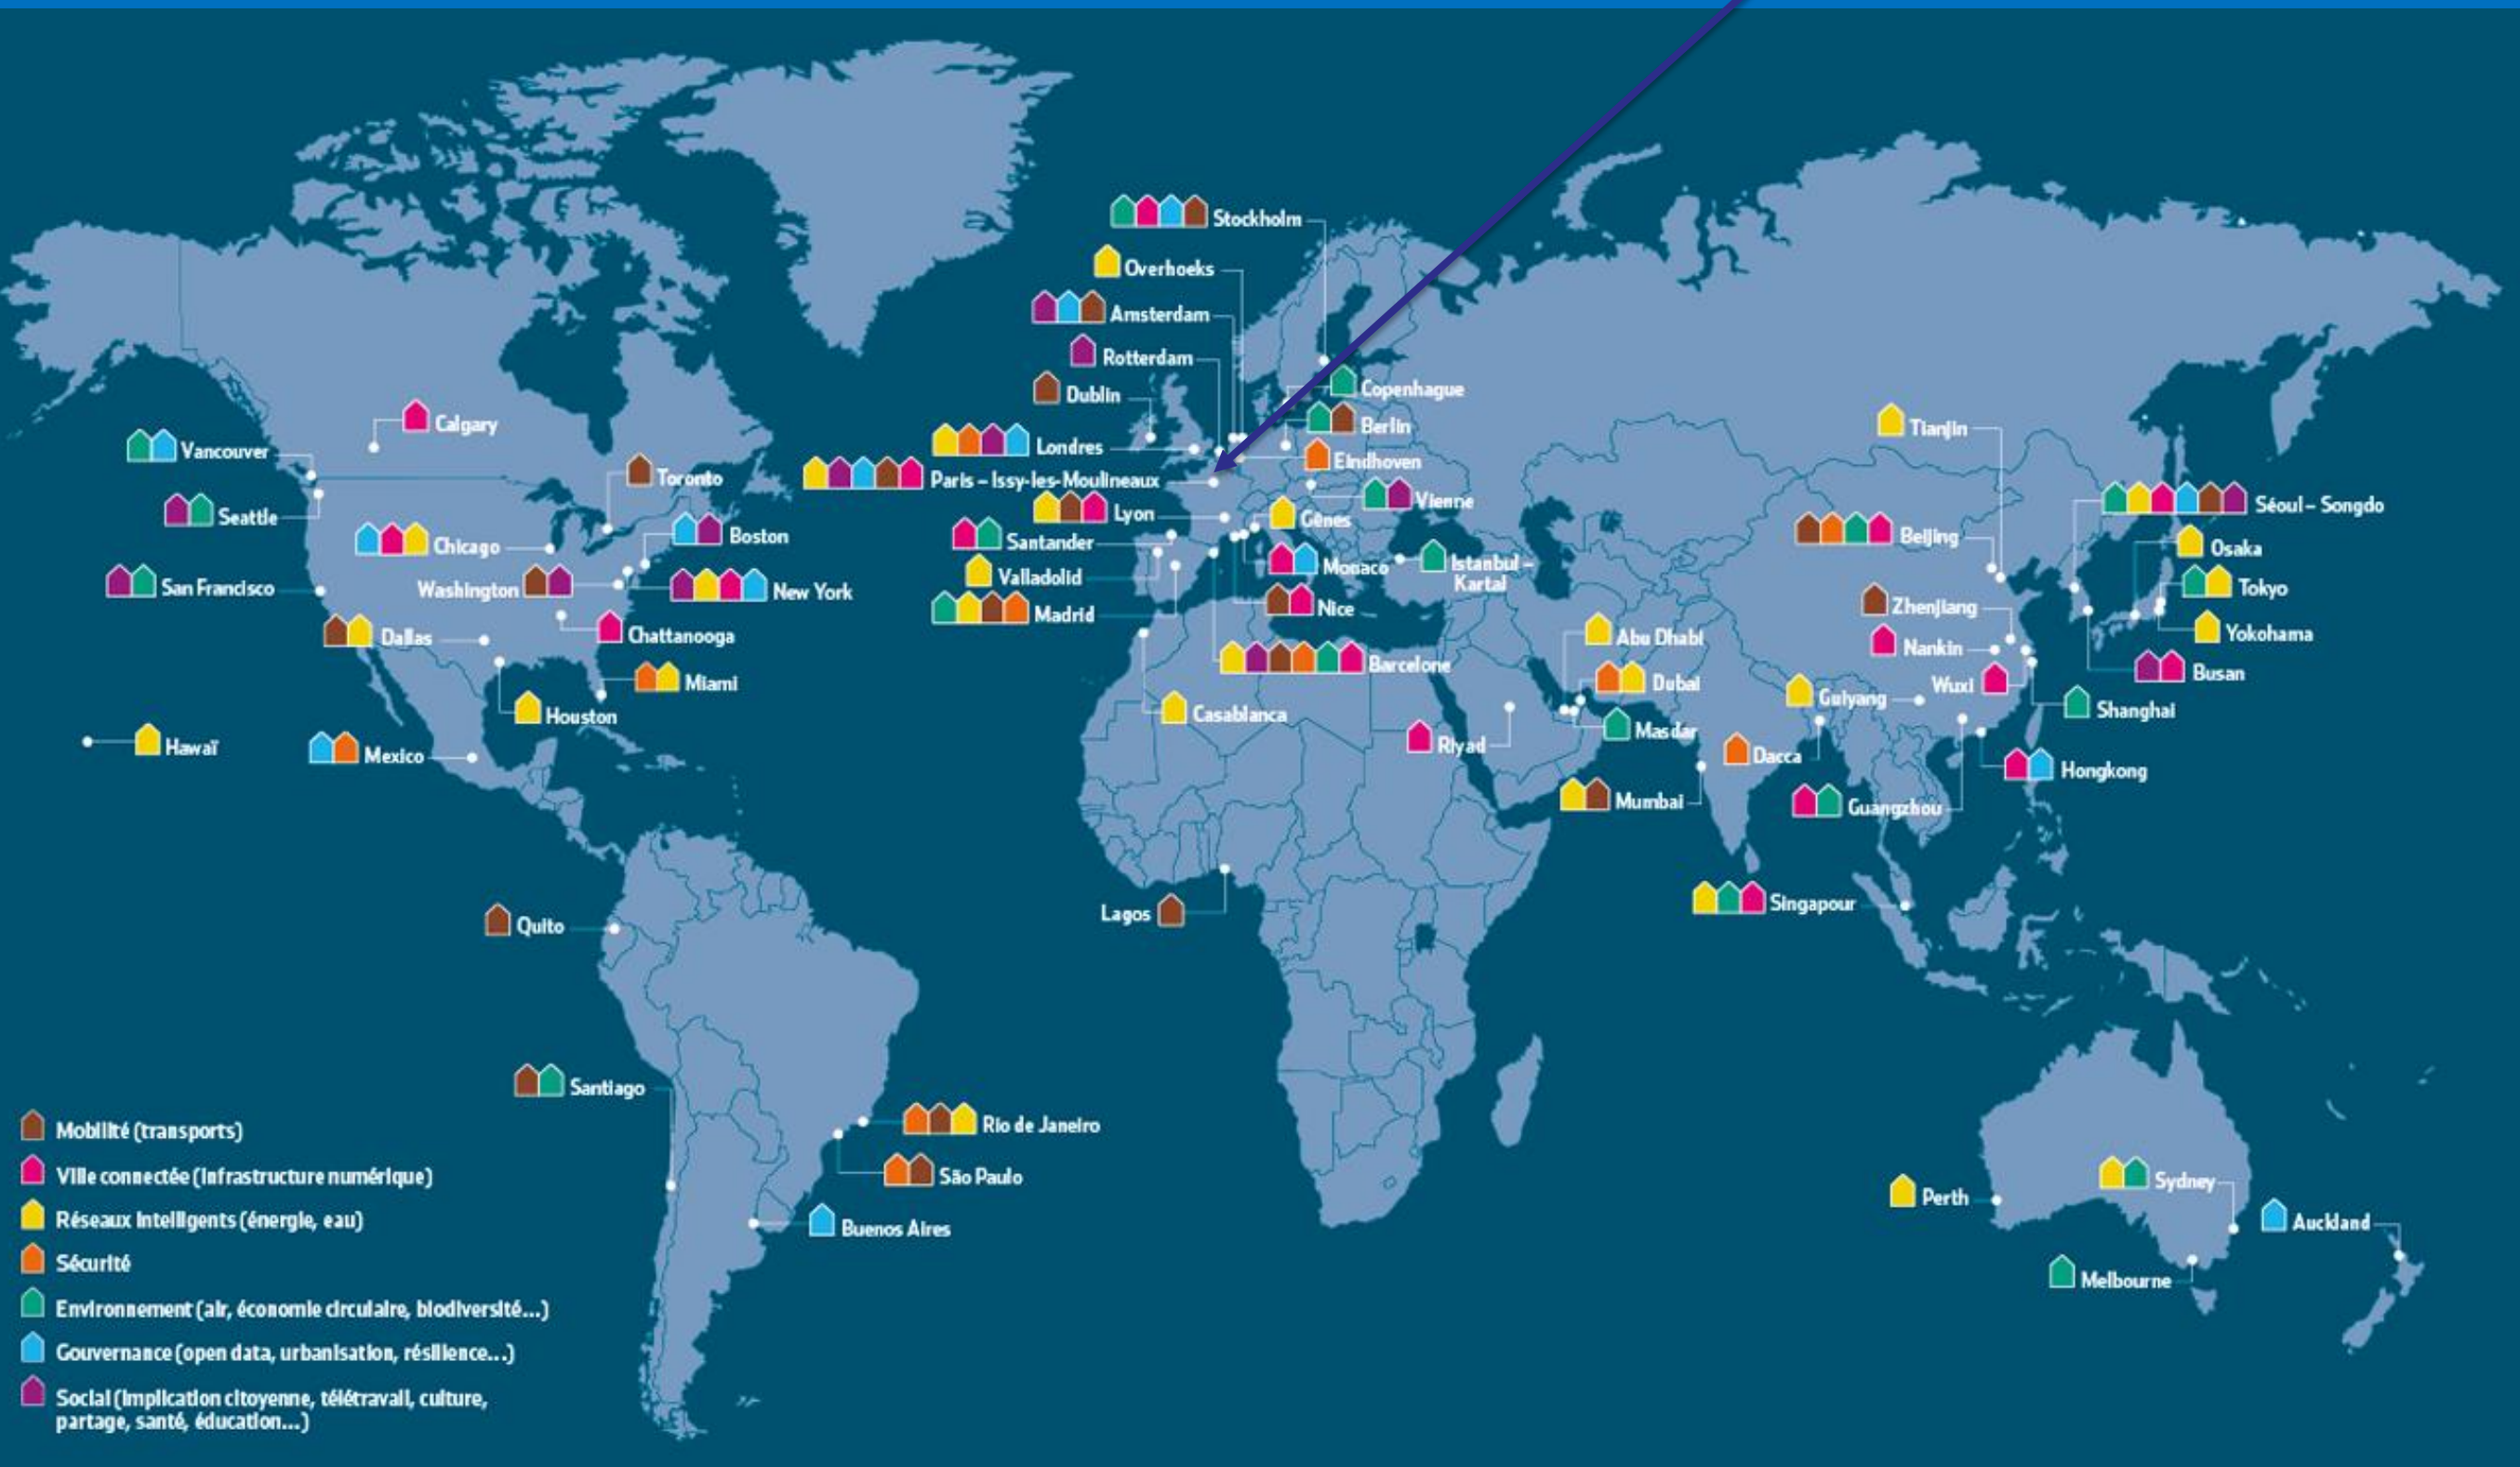 Stockholm
Overhoeks
Amsterdam
Rotterdam
Dublin
Londres
Paris – Issy-les-Moulineaux
Lyon
Santander
Valladolid
Madrid
Copenhague
Berlin
Eindhoven
Vienne
Gênes
Monaco
Istanbul –
Kartal
Nice
Barcelone
Casablanca
Lagos
Calgary
Vancouver
Toronto
Seattle
Chicago
Boston
San Francisco
Washington
New York
Dallas
Chattanooga
Miami
Houston
Hawaï
Mexico
Quito
Santiago
Rio de Janeiro
São Paulo
Buenos Aires
Abu Dhabi
Dubai
Masdar
Riyad
Mumbai
Dacca
Tianjin
Beijing
Séoul – Songdo
Osaka
Tokyo
Yokohama
Busan
Zhenjiang
Nankin
Wuxi
Guiyang
Shanghai
Hongkong
Guangzhou
Singapour
Perth
Sydney
Auckland
Melbourne
Mobilité (transports)
Ville connectée (infrastructure numérique)
Réseaux intelligents (énergie, eau)
Sécurité
Environnement (air, économie circulaire, biodiversité...)
Gouvernance (open data, urbanisation, résilience...)
Social (implication citoyenne, télétravail, culture,
partage, santé, éducation...)